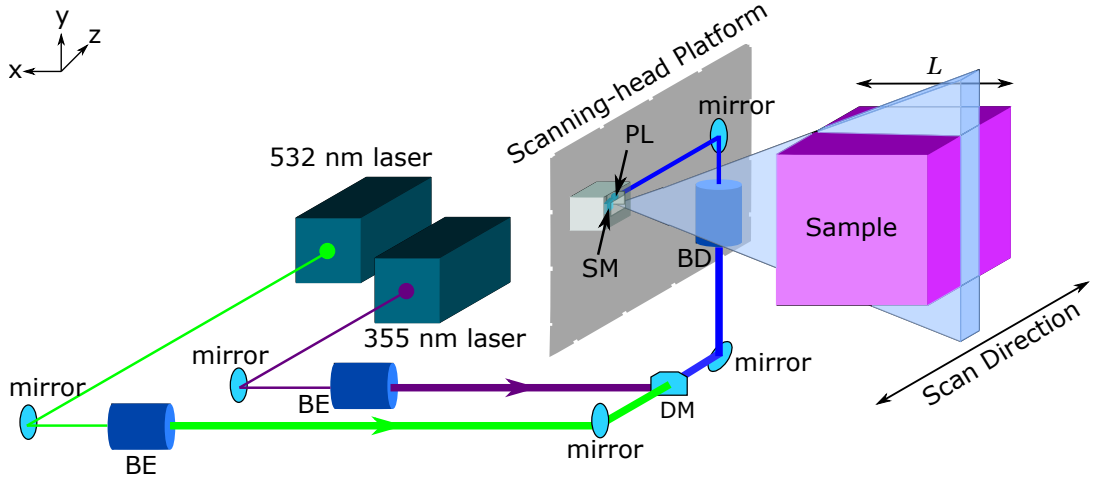 y
z
x
Scanning-head Platform
L
mirror
PL
532 nm laser
Sample
SM
BD
355 nm laser
mirror
mirror
Scan Direction
mirror
BE
DM
mirror
BE